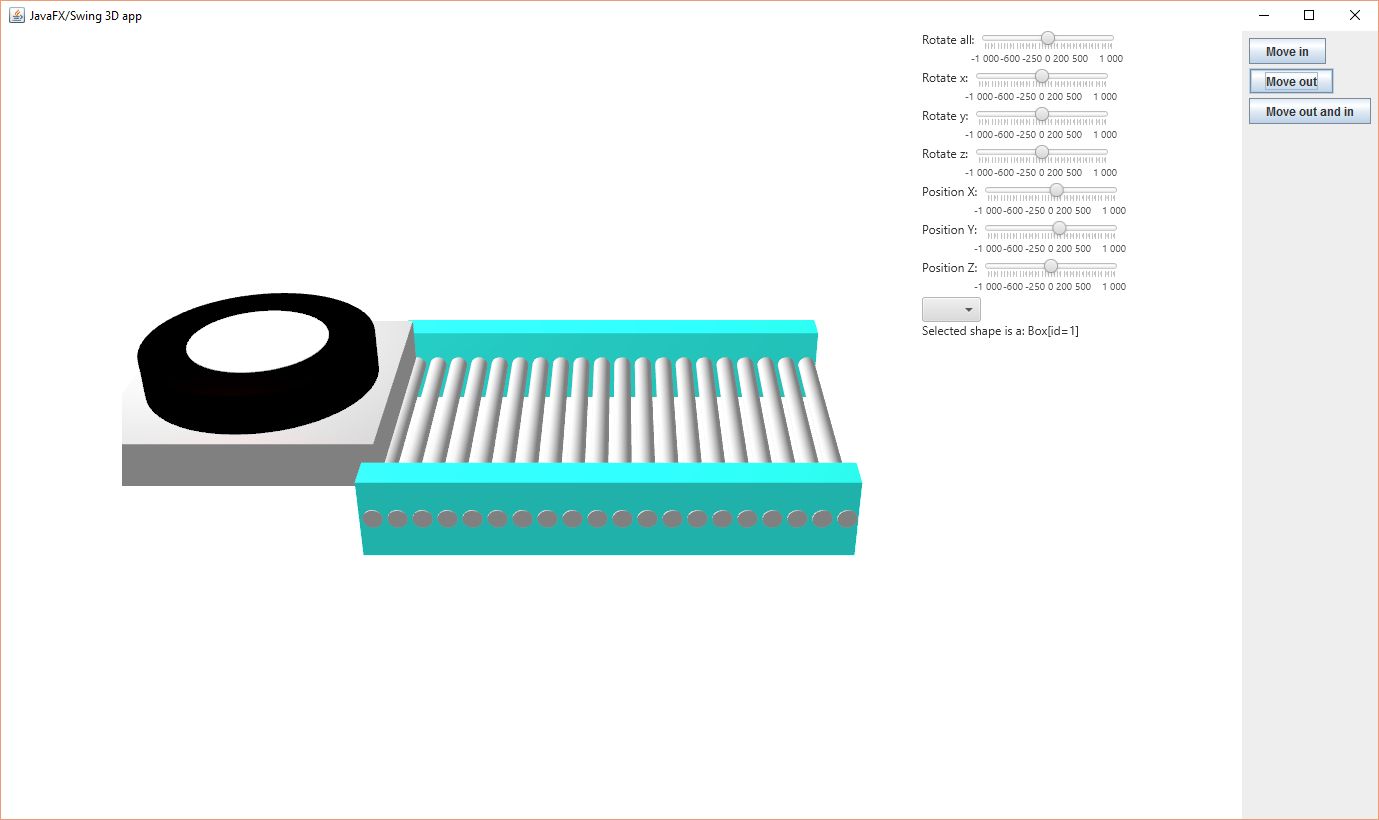 JavaFX/Swing 3D app
Rotate all:
-1 000 -600 -250 0 200 500 1 000
Rotate x:
-1 000 -600 -250 0 200 500 1 000
Rotate y:
-1 000 -600 -250 0 200 500 1 000
Rotate z:
-1 000 -600 -250 0 200 500 1 000
Position X:
-1 000 -600 -250 0 200 500 1 000
Position Y:
-1 000 -600 -250 0 200 500 1 000
Position Z:
-1 000 -600 -250 0 200 500 1 000
Selected shape is a: Box[id=1]
Move in
Move out
Move out and in